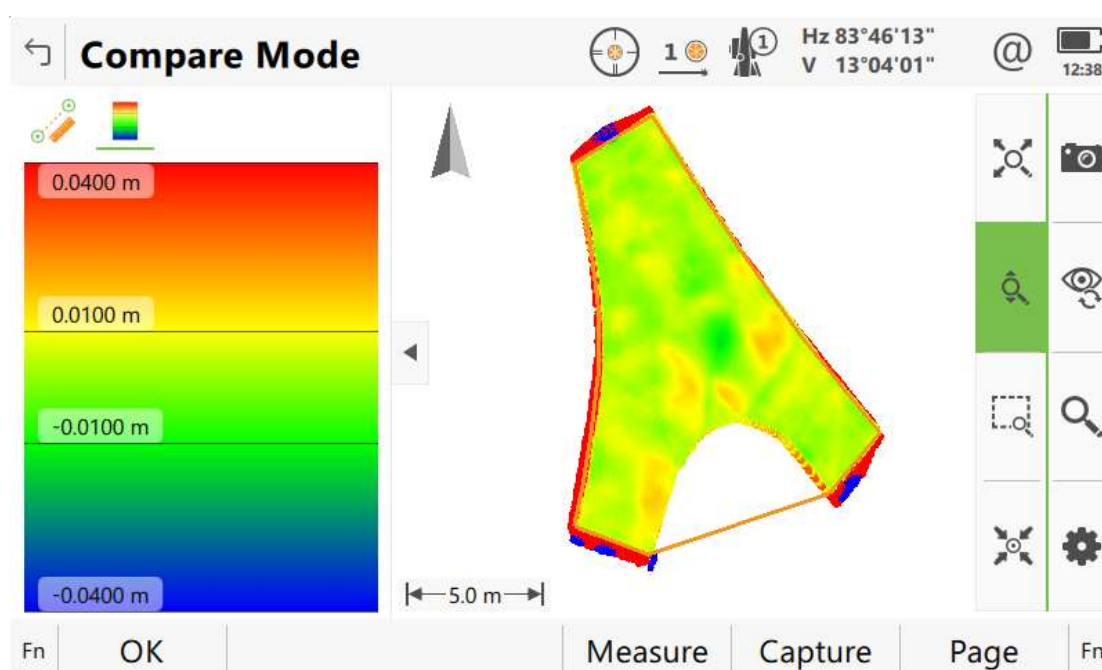 Compare Mode
1
1
Hz 83°46'13"
V 13°04'01"
@
12:38
0.0400 m
0.0100 m
-0.0100 m
-0.0400 m
5.0 m
Fn OK Measure Capture Page Fn